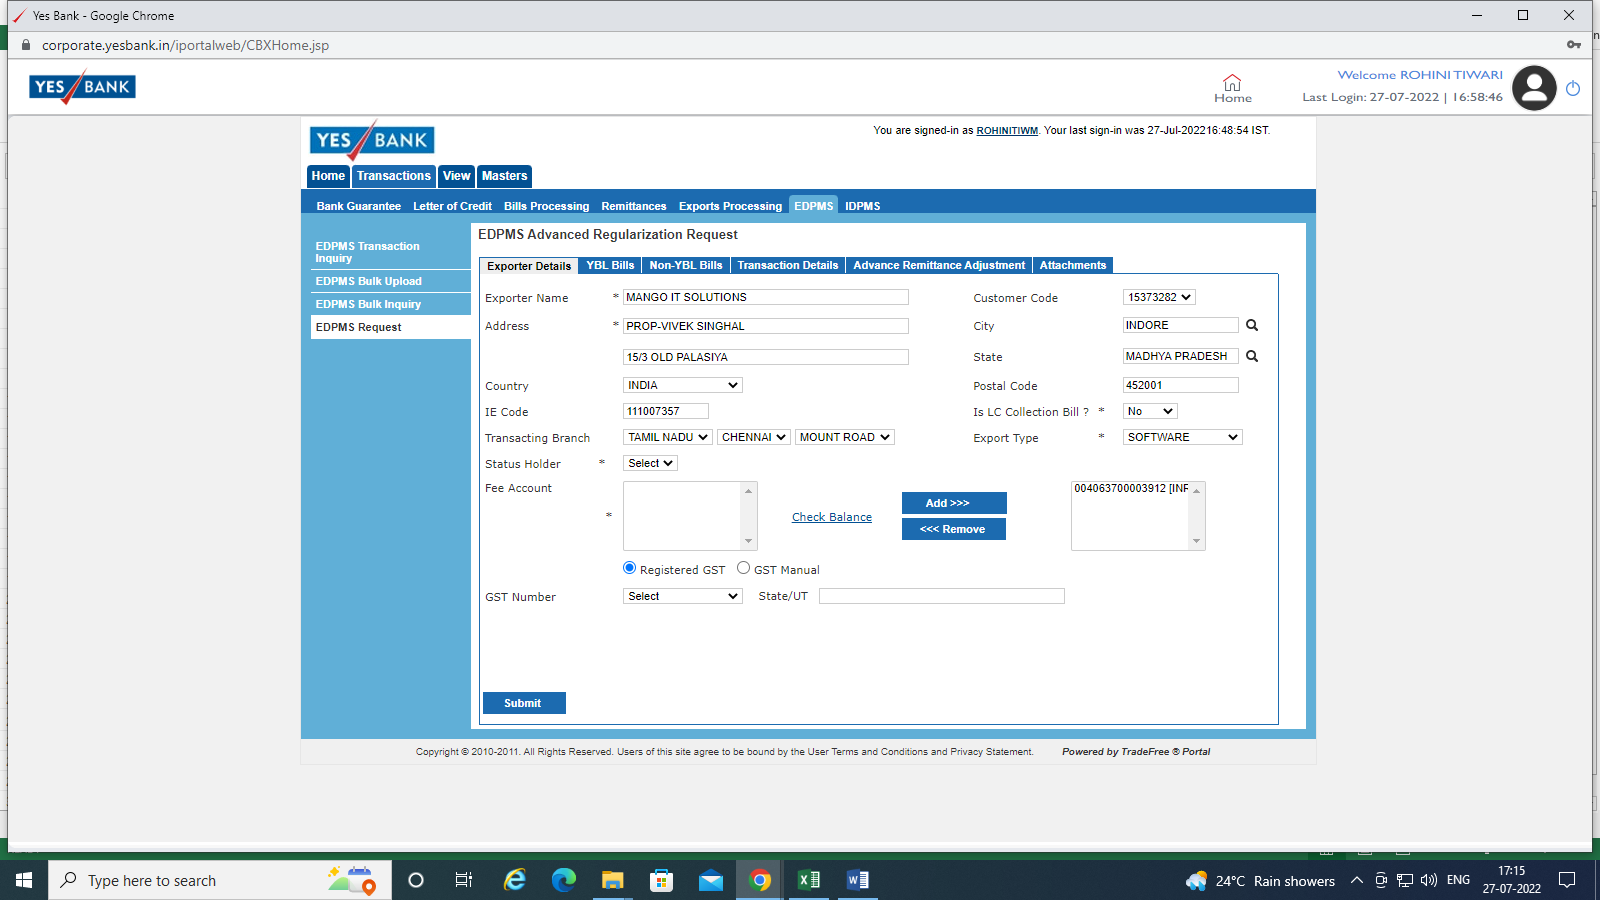 Yes Bank - Google Chrome
corporate.yesbank.in/iportalweb/CBXHome.jsp
YES BANK
Home
Welcome ROHINI TIWARI
Last Login: 27-07-2022 | 16:58:46
YES BANK
You are signed-in as ROHINITIWM. Your last sign-in was 27-Jul-202216:48:54 IST.
Home Transactions View Masters
Bank Guarantee Letter of Credit Bills Processing Remittances Exports Processing EDPMS IDPMS
EDPMS Transaction
Inquiry
EDPMS Bulk Upload
EDPMS Bulk Inquiry
EDPMS Request
EDPMS Advanced Regularization Request
Exporter Details YBL Bills Non-YBL Bills Transaction Details Advance Remittance Adjustment Attachments
Exporter Name * MANGO IT SOLUTIONS Customer Code 15373282
Address * PROP-VIVEK SINGHAL City INDORE
15/3 OLD PALASIYA State MADHYA PRADESH
Country INDIA Postal Code 452001
IE Code 111007357 Is LC Collection Bill ? * No
Transacting Branch TAMIL NADU CHENNAI MOUNT ROAD Export Type * SOFTWARE
Status Holder * Select
Fee Account * Check Balance Add >>> <<< Remove 004063700003912 [INR
Registered GST GST Manual
GST Number Select State/UT
Submit
Copyright © 2010-2011. All Rights Reserved. Users of this site agree to be bound by the User Terms and Conditions and Privacy Statement. Powered by TradeFree ® Portal
Type here to search
24°C Rain showers
ENG
17:15
27-07-2022